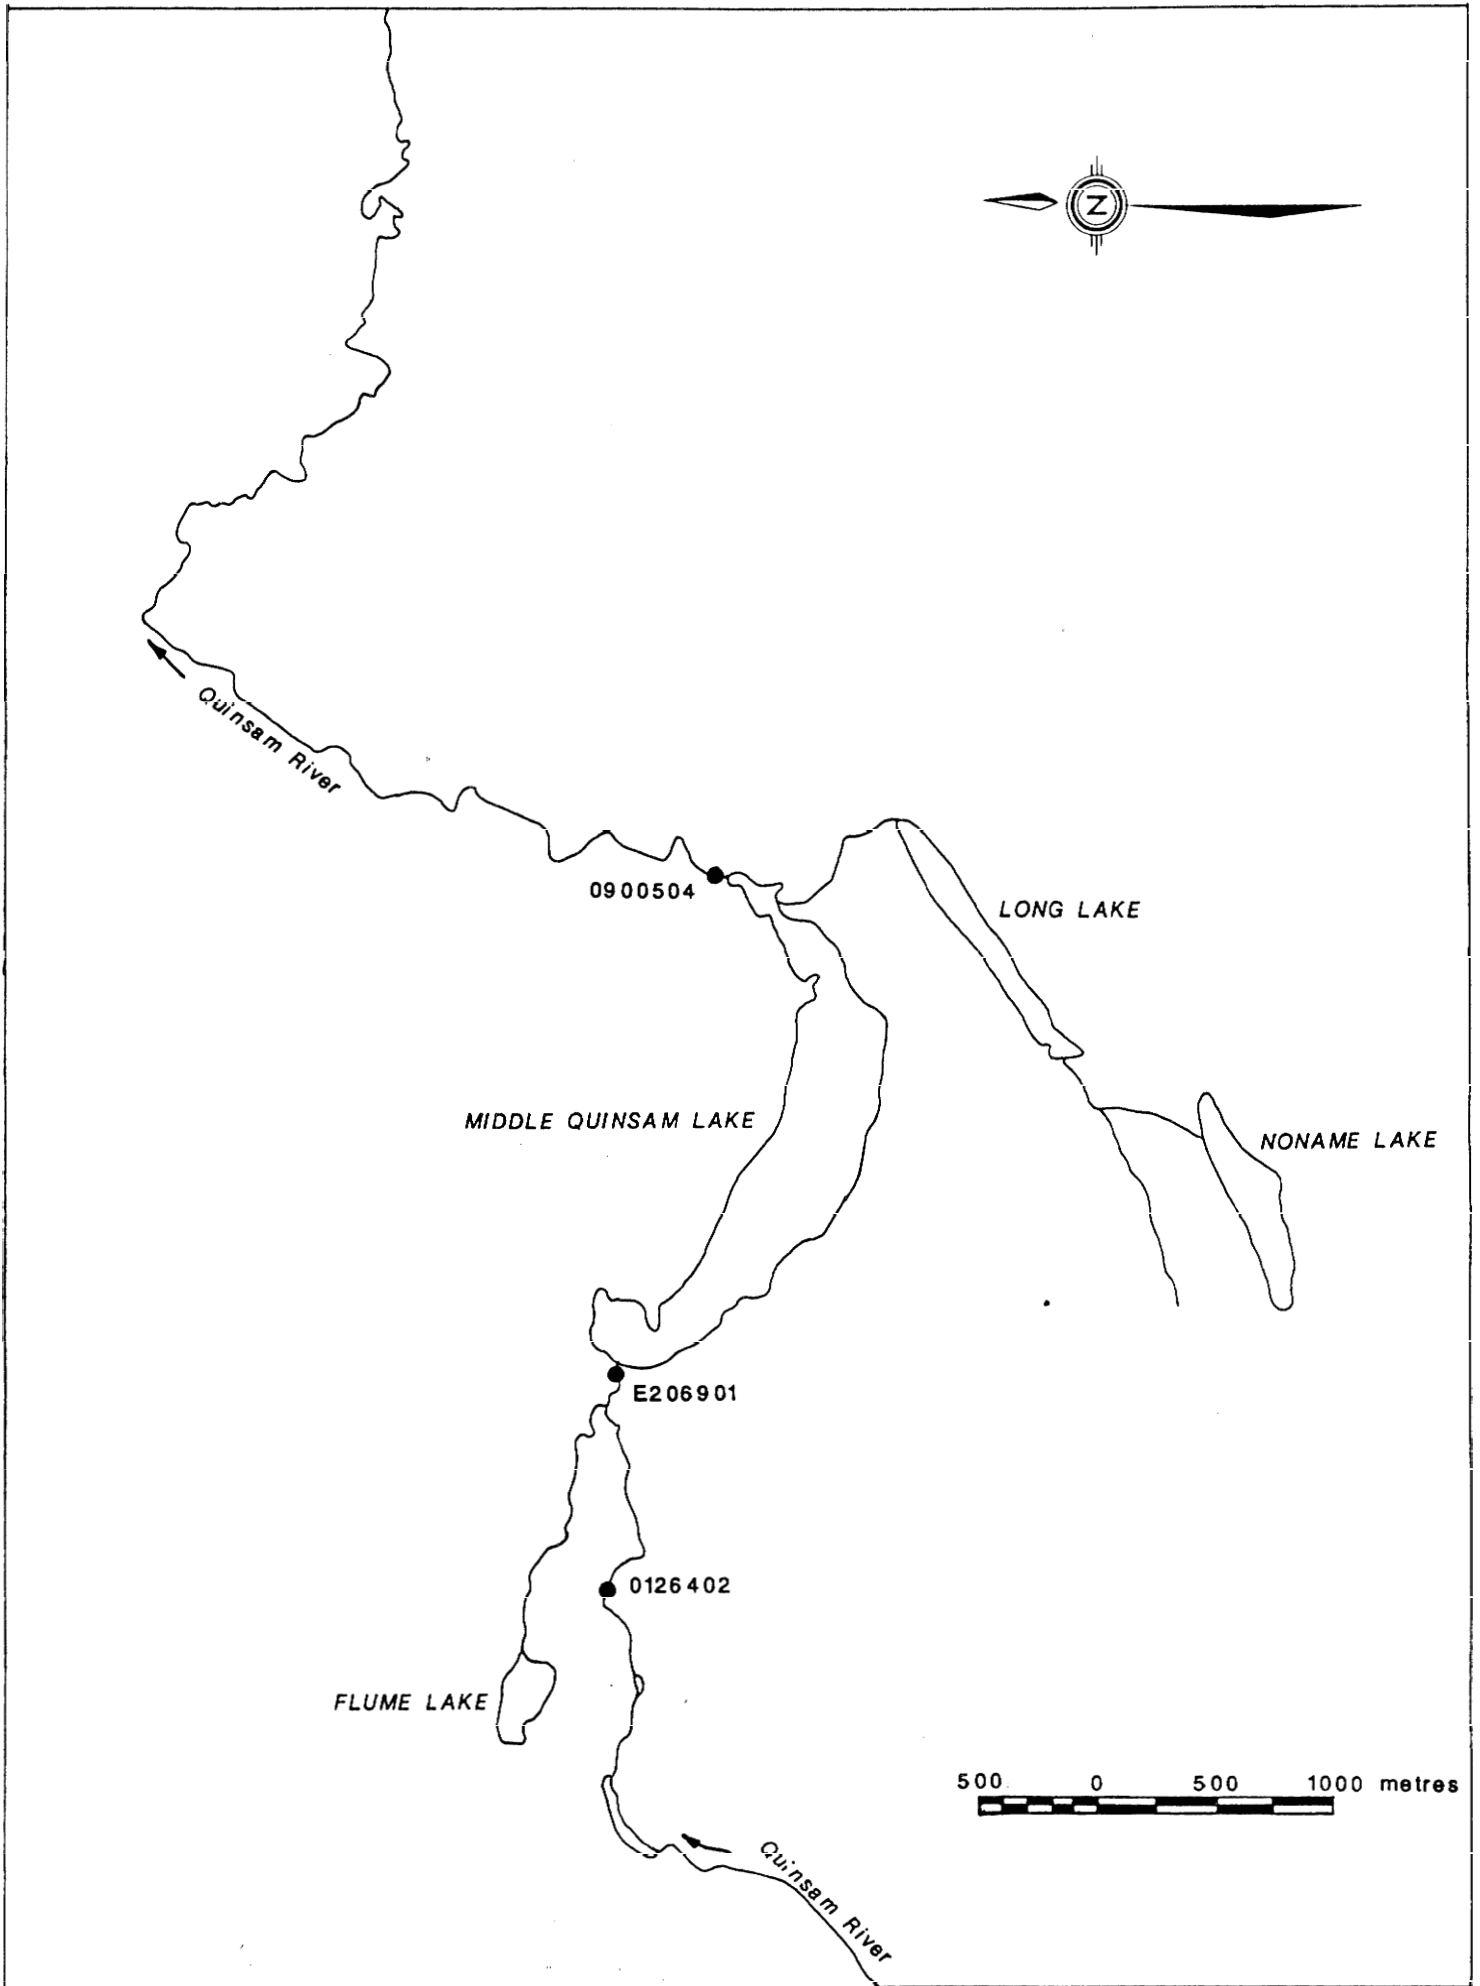 Z
Quinsam River
0900504
LONG LAKE
MIDDLE QUINSAM LAKE
NONAME LAKE
E206901
0126402
FLUME LAKE
500 0 500 1000 metres
Quinsam River